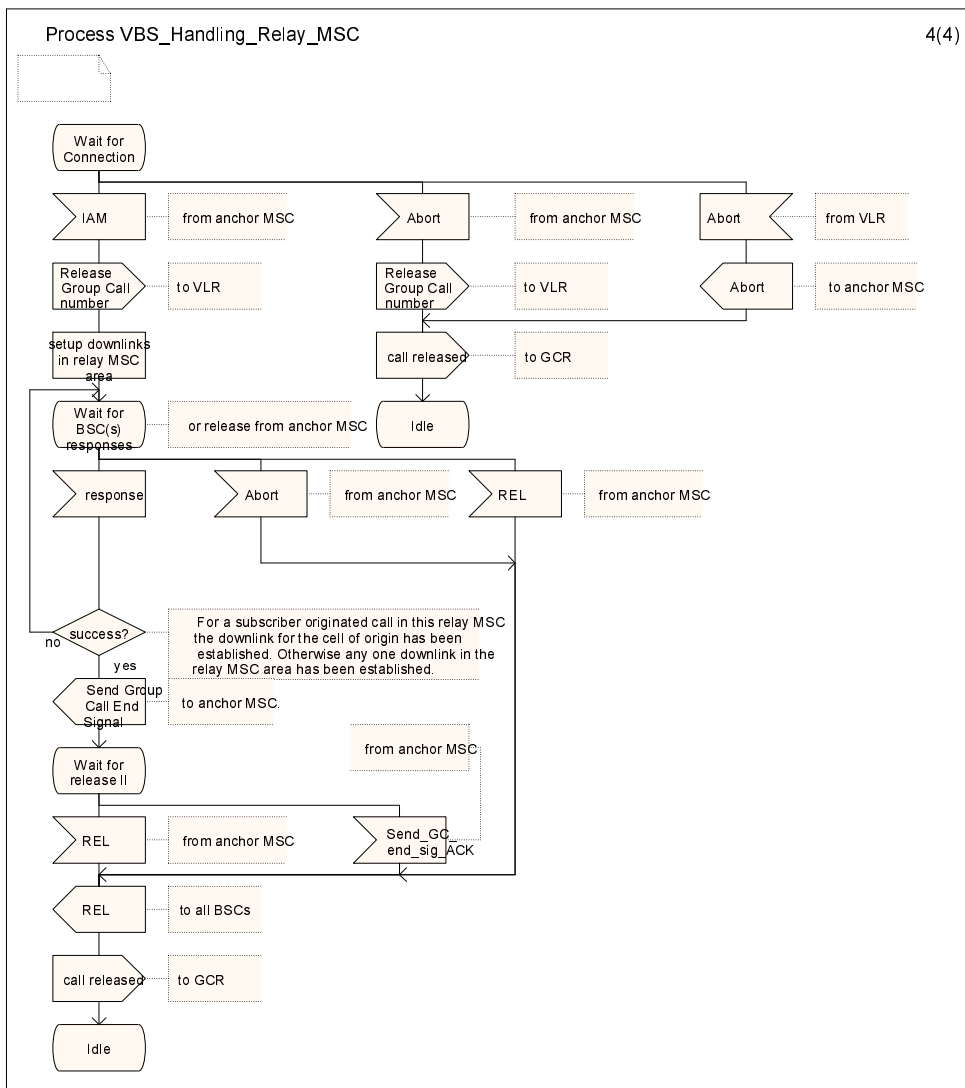 Process VBS_Handling_Relay_MSC
4(4)
Wait for
Connection
IAM
from anchor MSC
Abort
from anchor MSC
Abort
from VLR
Release
Group Call
number
to VLR
Release
Group Call
number
to VLR
Abort
to anchor MSC
setup downlinks
in relay MSC
area
call released
to GCR
Wait for
BSC(s)
responses
or release from anchor MSC
Idle
response
Abort
from anchor MSC
REL
from anchor MSC
success?
no
yes
For a subscriber originated call in this relay MSC
the downlink for the cell of origin has been
established. Otherwise any one downlink in the
relay MSC area has been established.
Send Group
Call End
Signal
to anchor MSC.
Wait for
release II
from anchor MSC
REL
from anchor MSC
Send_GC_
end_sig_ACK
REL
to all BSCs
call released
to GCR
Idle